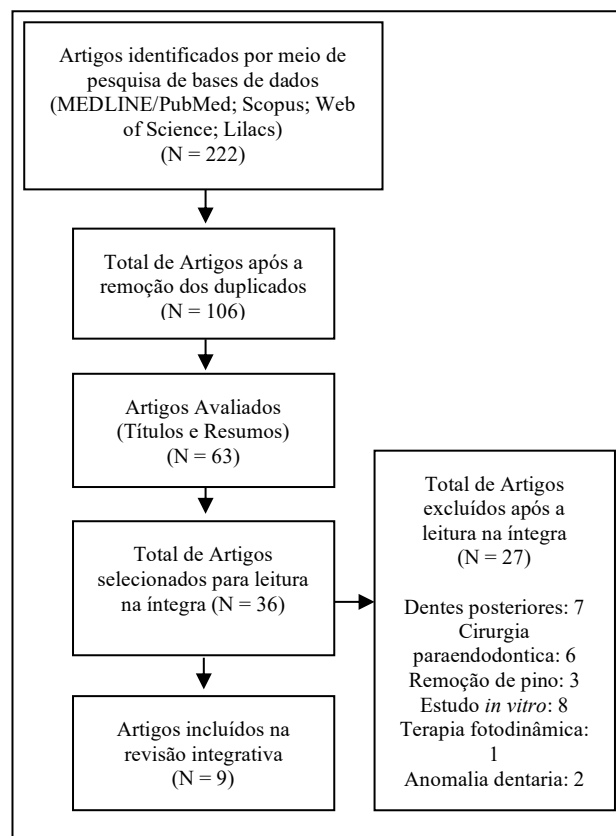 Artigos identificados por meio de
pesquisa de bases de dados
(MEDLINE/PubMed; Scopus; Web
of Science; Lilacs)
(N = 222)
Total de Artigos após a
remoção dos duplicados
(N = 106)
Artigos Avaliados
(Títulos e Resumos)
(N = 63)
Total de Artigos
selecionados para leitura
na íntegra (N = 36)
Total de Artigos
excluídos após a
leitura na íntegra
(N = 27)
Dentes posteriores: 7
Cirurgia
paraendodontica: 6
Remoção de pino: 3
Estudo in vitro: 8
Terapia fotodinâmica:
1
Anomalia dentaria: 2
Artigos incluídos na
revisão integrativa
(N = 9)